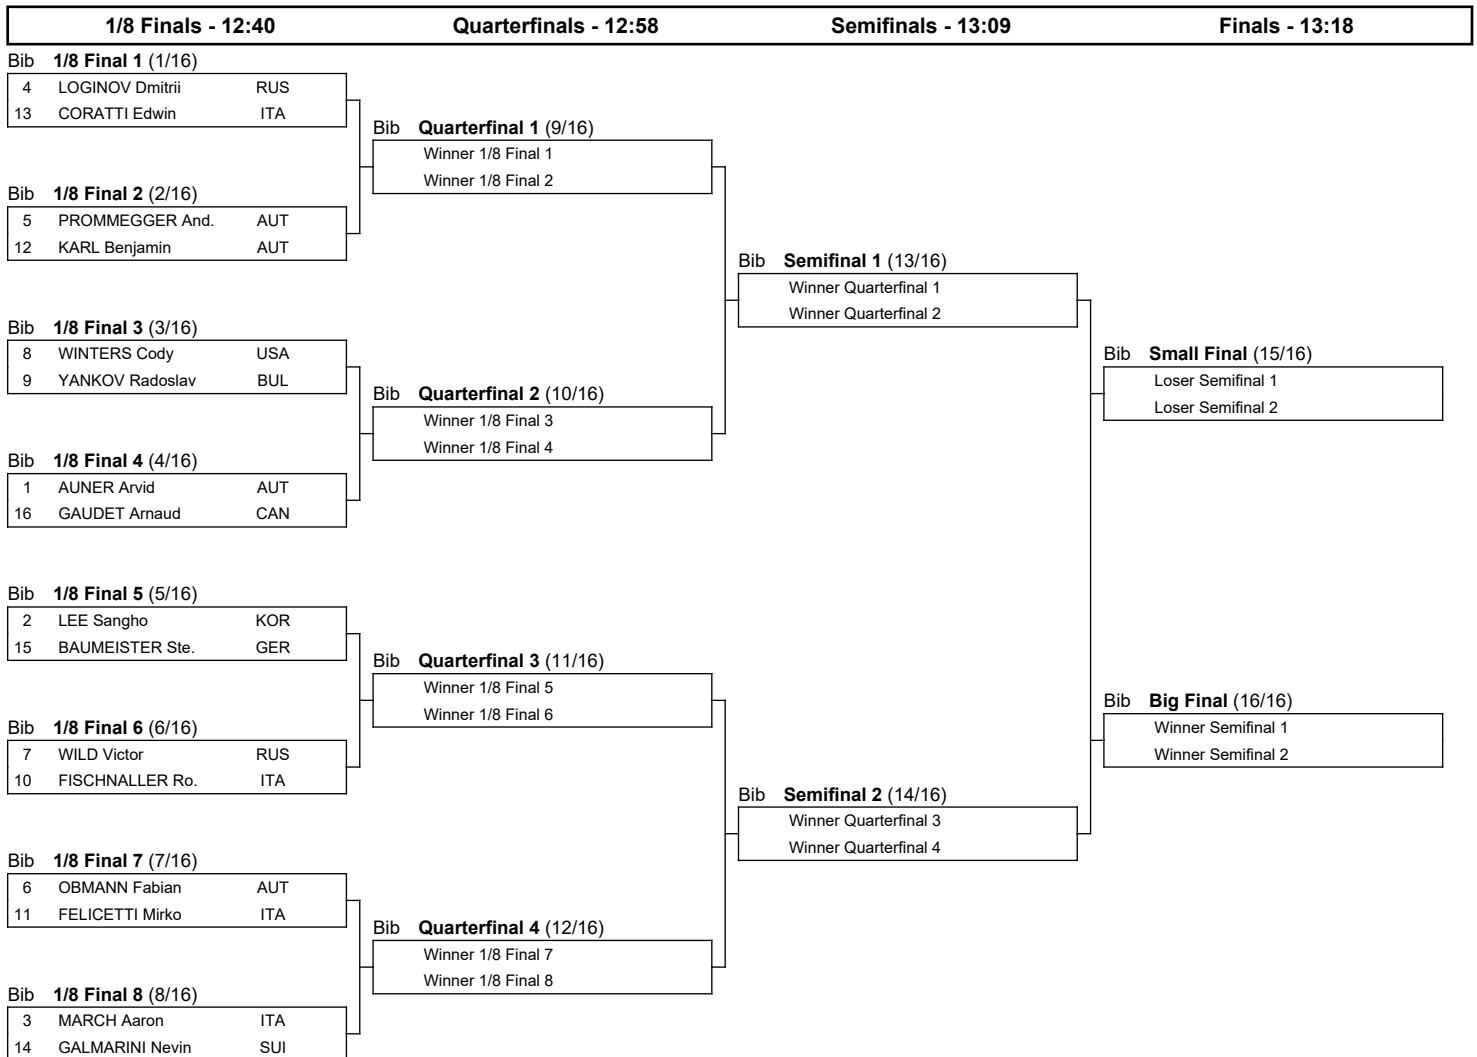 1/8 Finals - 12:40 Quarterfinals - 12:58 Semifinals - 13:09 Finals - 13:18
Bib 1/8 Final 1 (1/16)
4 LOGINOV Dmitrii RUS
13 CORATTI Edwin ITA
Bib Quarterfinal 1 (9/16)
Winner 1/8 Final 1
Winner 1/8 Final 2
Bib 1/8 Final 2 (2/16)
5 PROMMEGGER And. AUT
12 KARL Benjamin AUT
Bib Semifinal 1 (13/16)
Winner Quarterfinal 1
Winner Quarterfinal 2
Bib 1/8 Final 3 (3/16)
8 WINTERS Cody USA
9 YANKOV Radoslav BUL
Bib Small Final (15/16)
Loser Semifinal 1
Loser Semifinal 2
Bib Quarterfinal 2 (10/16)
Winner 1/8 Final 3
Winner 1/8 Final 4
Bib 1/8 Final 4 (4/16)
1 AUNER Arvid AUT
16 GAUDET Arnaud CAN
Bib 1/8 Final 5 (5/16)
2 LEE Sangho KOR
15 BAUMEISTER Ste. GER
Bib Quarterfinal 3 (11/16)
Winner 1/8 Final 5
Winner 1/8 Final 6
Bib Big Final (16/16)
Winner Semifinal 1
Winner Semifinal 2
Bib 1/8 Final 6 (6/16)
7 WILD Victor RUS
10 FISCHNALLER Ro. ITA
Bib Semifinal 2 (14/16)
Winner Quarterfinal 3
Winner Quarterfinal 4
Bib 1/8 Final 7 (7/16)
6 OBMANN Fabian AUT
11 FELICETTI Mirko ITA
Bib Quarterfinal 4 (12/16)
Winner 1/8 Final 7
Winner 1/8 Final 8
Bib 1/8 Final 8 (8/16)
3 MARCH Aaron ITA
14 GALMARINI Nevin SUI